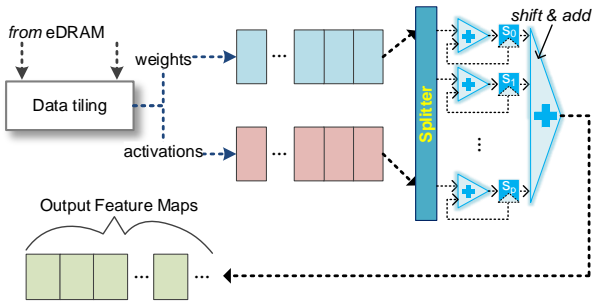 from eDRAM
Data tiling
weights
activations
...
...
Splitter
shift & add
S0
S1
...
Sp
Output Feature Maps
...
...